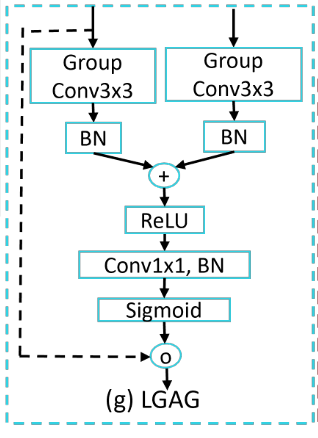 Group
Conv3x3
Group
Conv3x3
BN
BN
+
ReLU
Conv1x1, BN
Sigmoid
o
(g) LGAG